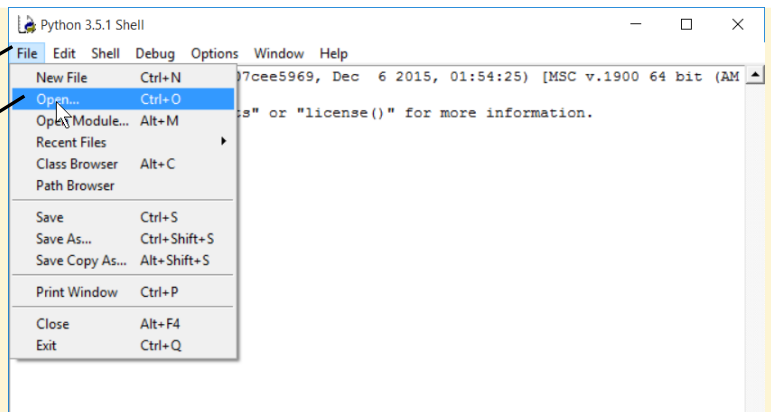 Python 3.5.1 Shell
File Edit Shell Debug Options Window Help
New File Ctrl+N
7cee5969, Dec 6 2015, 01:54:25) [MSC v.1900 64 bit (AM
Open... Ctrl+O
Open Module... Alt+M
s" or "license()" for more information.
Recent Files
Class Browser Alt+C
Path Browser
Save Ctrl+S
Save As... Ctrl+Shift+S
Save Copy As... Alt+Shift+S
Print Window Ctrl+P
Close Alt+F4
Exit Ctrl+Q